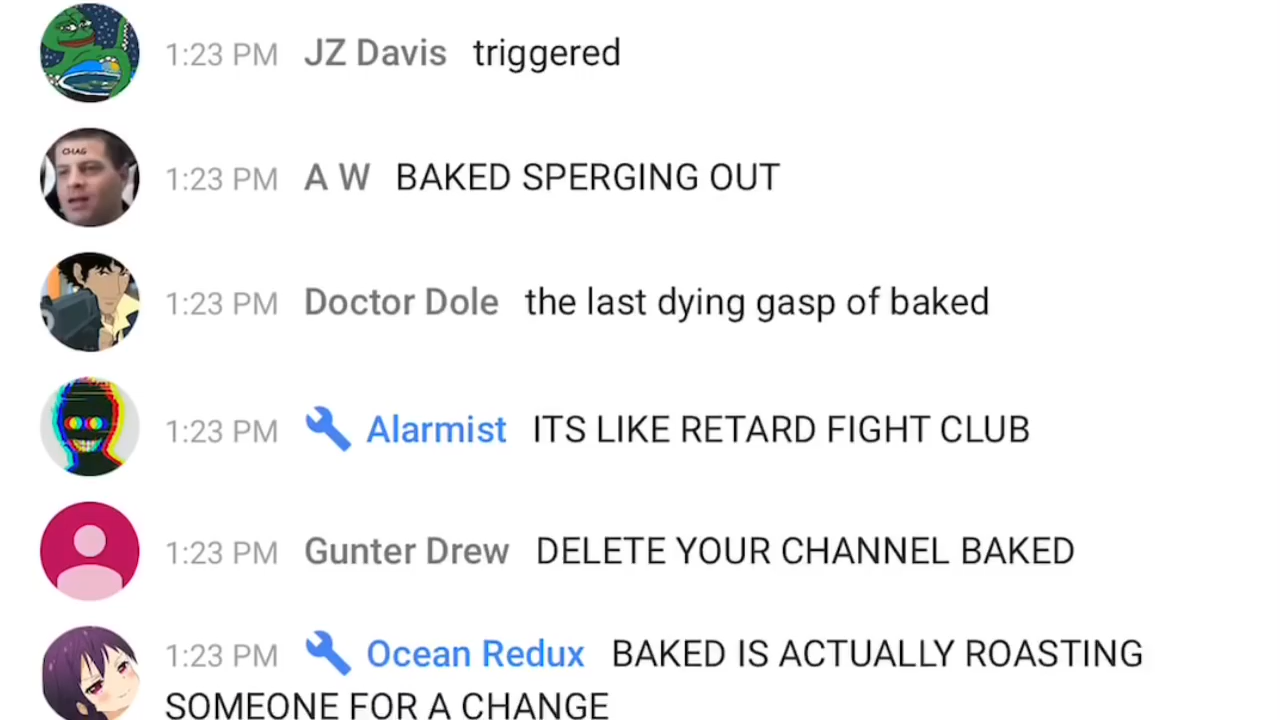 1:23 PM JZ Davis triggered
CHAG
1:23 PM A W BAKED SPERGING OUT
1:23 PM Doctor Dole the last dying gasp of baked
1:23 PM Alarmist ITS LIKE RETARD FIGHT CLUB
1:23 PM Gunter Drew DELETE YOUR CHANNEL BAKED
1:23 PM Ocean Redux BAKED IS ACTUALLY ROASTING
SOMEONE FOR A CHANGE